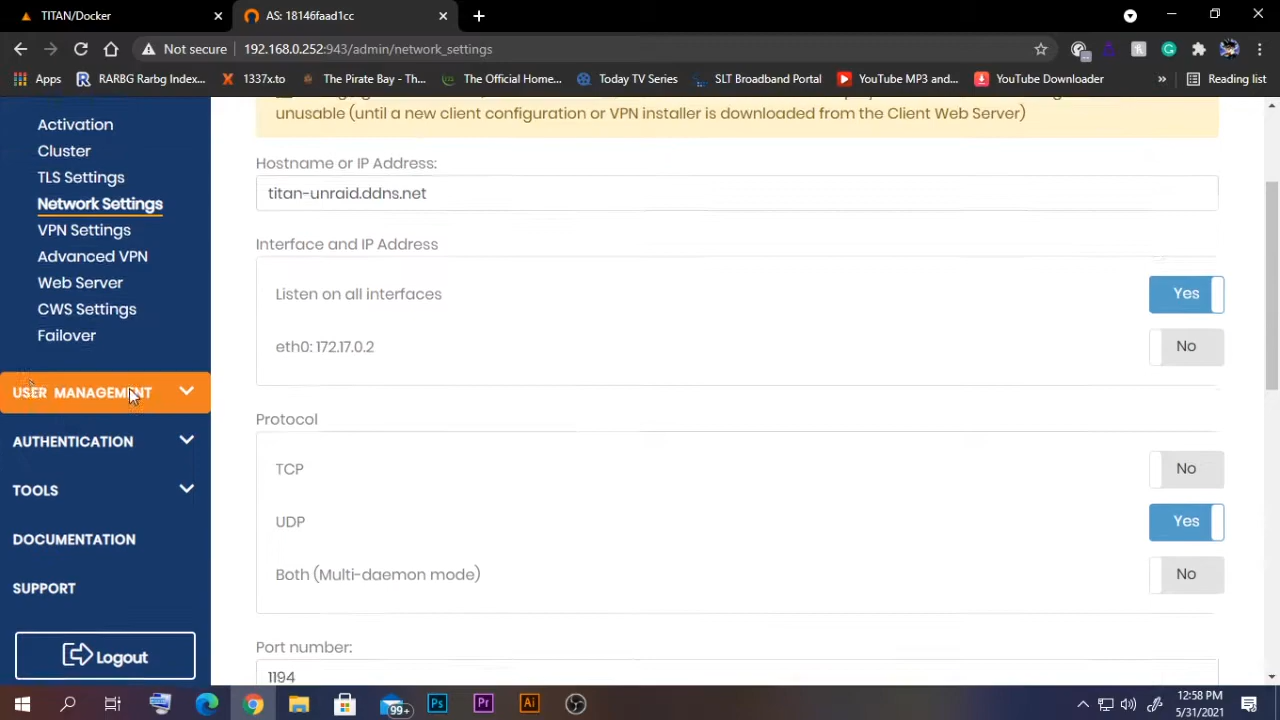 TITAN/Docker
AS: 18146faad1cc
Not secure
192.168.0.252:943/admin/network_settings
Apps
RARBG Rarbg Index...
1337x.to
The Pirate Bay - Th...
The Official Home...
Today TV Series
SLT Broadband Portal
YouTube MP3 and...
YouTube Downloader
»
Reading list
Activation
Cluster
TLS Settings
Network Settings
VPN Settings
Advanced VPN
Web Server
CWS Settings
Failover
USER MANAGEMENT
AUTHENTICATION
TOOLS
DOCUMENTATION
SUPPORT
Logout
unusable (until a new client configuration or VPN installer is downloaded from the Client Web Server)
Hostname or IP Address:
titan-unraid.ddns.net
Interface and IP Address
Listen on all interfaces
Yes
eth0: 172.17.0.2
No
Protocol
TCP
No
UDP
Yes
Both (Multi-daemon mode)
No
Port number:
1194
Ps
Pr
Ai
99+
12:58 PM
5/31/2021